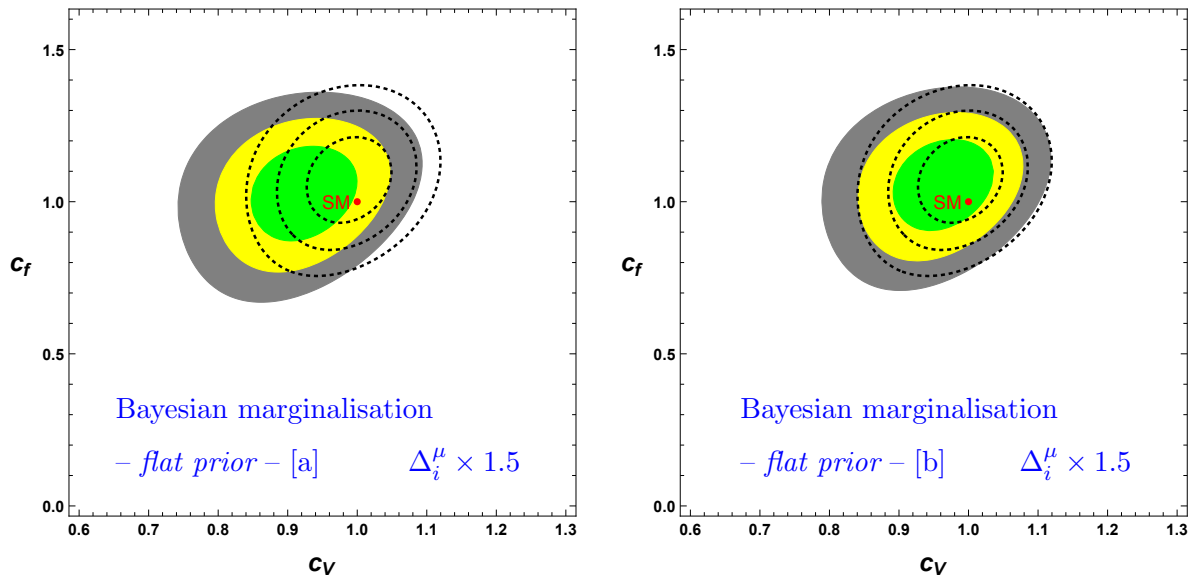 1.5
1.0
0.5
0.0
c_f
SM
Bayesian marginalisation
– flat prior – [a] Δ_i^μ × 1.5
0.6 0.7 0.8 0.9 1.0 1.1 1.2 1.3
c_V
1.5
1.0
0.5
0.0
c_f
SM
Bayesian marginalisation
– flat prior – [b] Δ_i^μ × 1.5
0.6 0.7 0.8 0.9 1.0 1.1 1.2 1.3
c_V